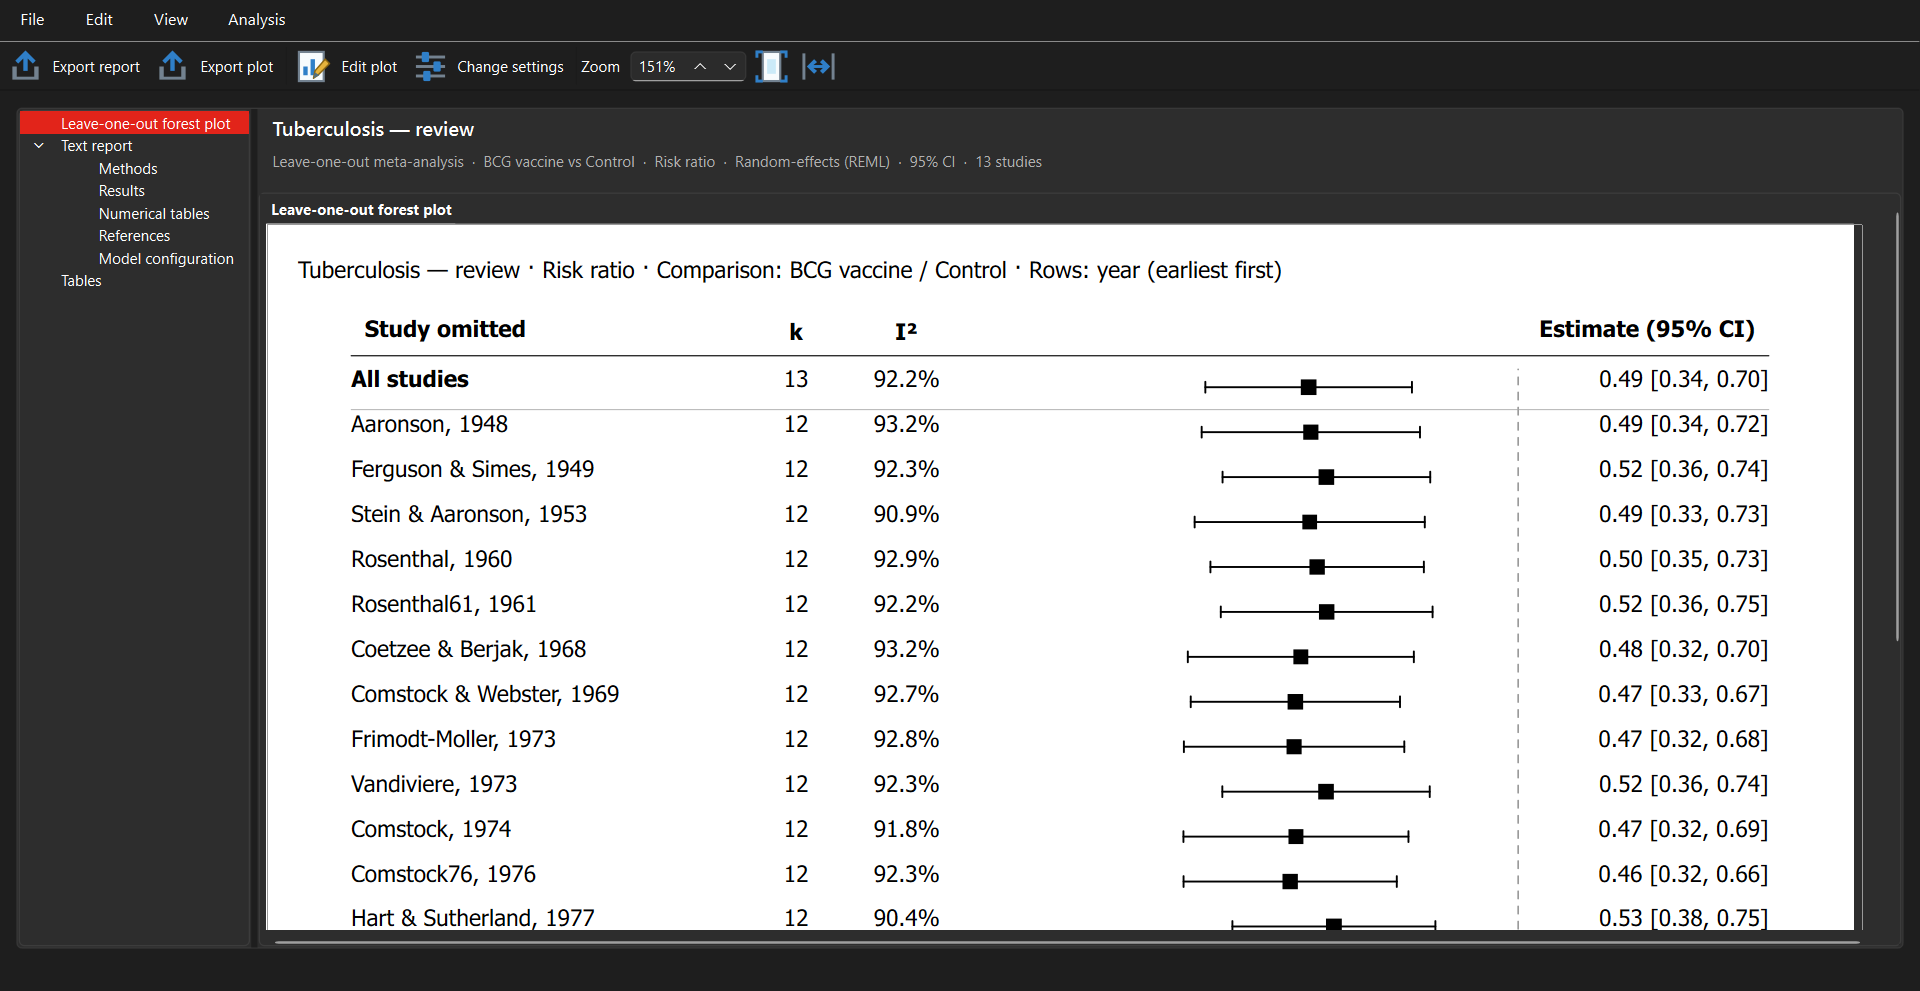 File Edit View Analysis
Export report Export plot Edit plot Change settings Zoom 151%
Leave-one-out forest plot
Text report
Methods
Results
Numerical tables
References
Model configuration
Tables
Tuberculosis — review
Leave-one-out meta-analysis · BCG vaccine vs Control · Risk ratio · Random-effects (REML) · 95% CI · 13 studies
Leave-one-out forest plot
Tuberculosis — review · Risk ratio · Comparison: BCG vaccine / Control · Rows: year (earliest first)
Study omitted k I² Estimate (95% CI)
All studies 13 92.2% 0.49 [0.34, 0.70]
Aaronson, 1948 12 93.2% 0.49 [0.34, 0.72]
Ferguson & Simes, 1949 12 92.3% 0.52 [0.36, 0.74]
Stein & Aaronson, 1953 12 90.9% 0.49 [0.33, 0.73]
Rosenthal, 1960 12 92.9% 0.50 [0.35, 0.73]
Rosenthal61, 1961 12 92.2% 0.52 [0.36, 0.75]
Coetzee & Berjak, 1968 12 93.2% 0.48 [0.32, 0.70]
Comstock & Webster, 1969 12 92.7% 0.47 [0.33, 0.67]
Frimodt-Moller, 1973 12 92.8% 0.47 [0.32, 0.68]
Vandiviere, 1973 12 92.3% 0.52 [0.36, 0.74]
Comstock, 1974 12 91.8% 0.47 [0.32, 0.69]
Comstock76, 1976 12 92.3% 0.46 [0.32, 0.66]
Hart & Sutherland, 1977 12 90.4% 0.53 [0.38, 0.75]